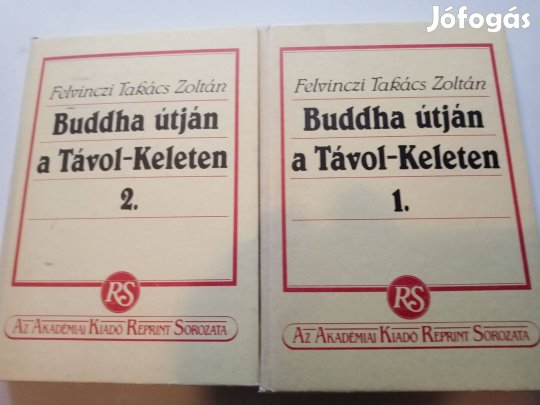 Jófogás
Felvinczi Takács Zoltán
Buddha útján
a Távol-Keleten
2.
RS
Az Akadémiai Kiadó Reprint Sorozata
Felvinczi Takács Zoltán
Buddha útján
a Távol-Keleten
1.
RS
Az Akadémiai Kiadó Reprint Sorozata